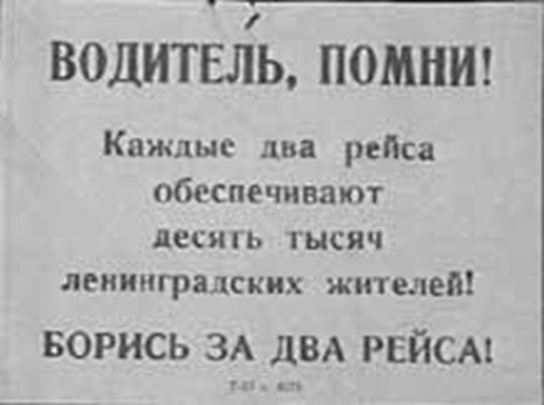 ВОДИТЕЛЬ, ПОМНИ!
Каждые два рейса
обеспечивают
десять тысяч
ленинградских жителей!
БОРИСЬ ЗА ДВА РЕЙСА!